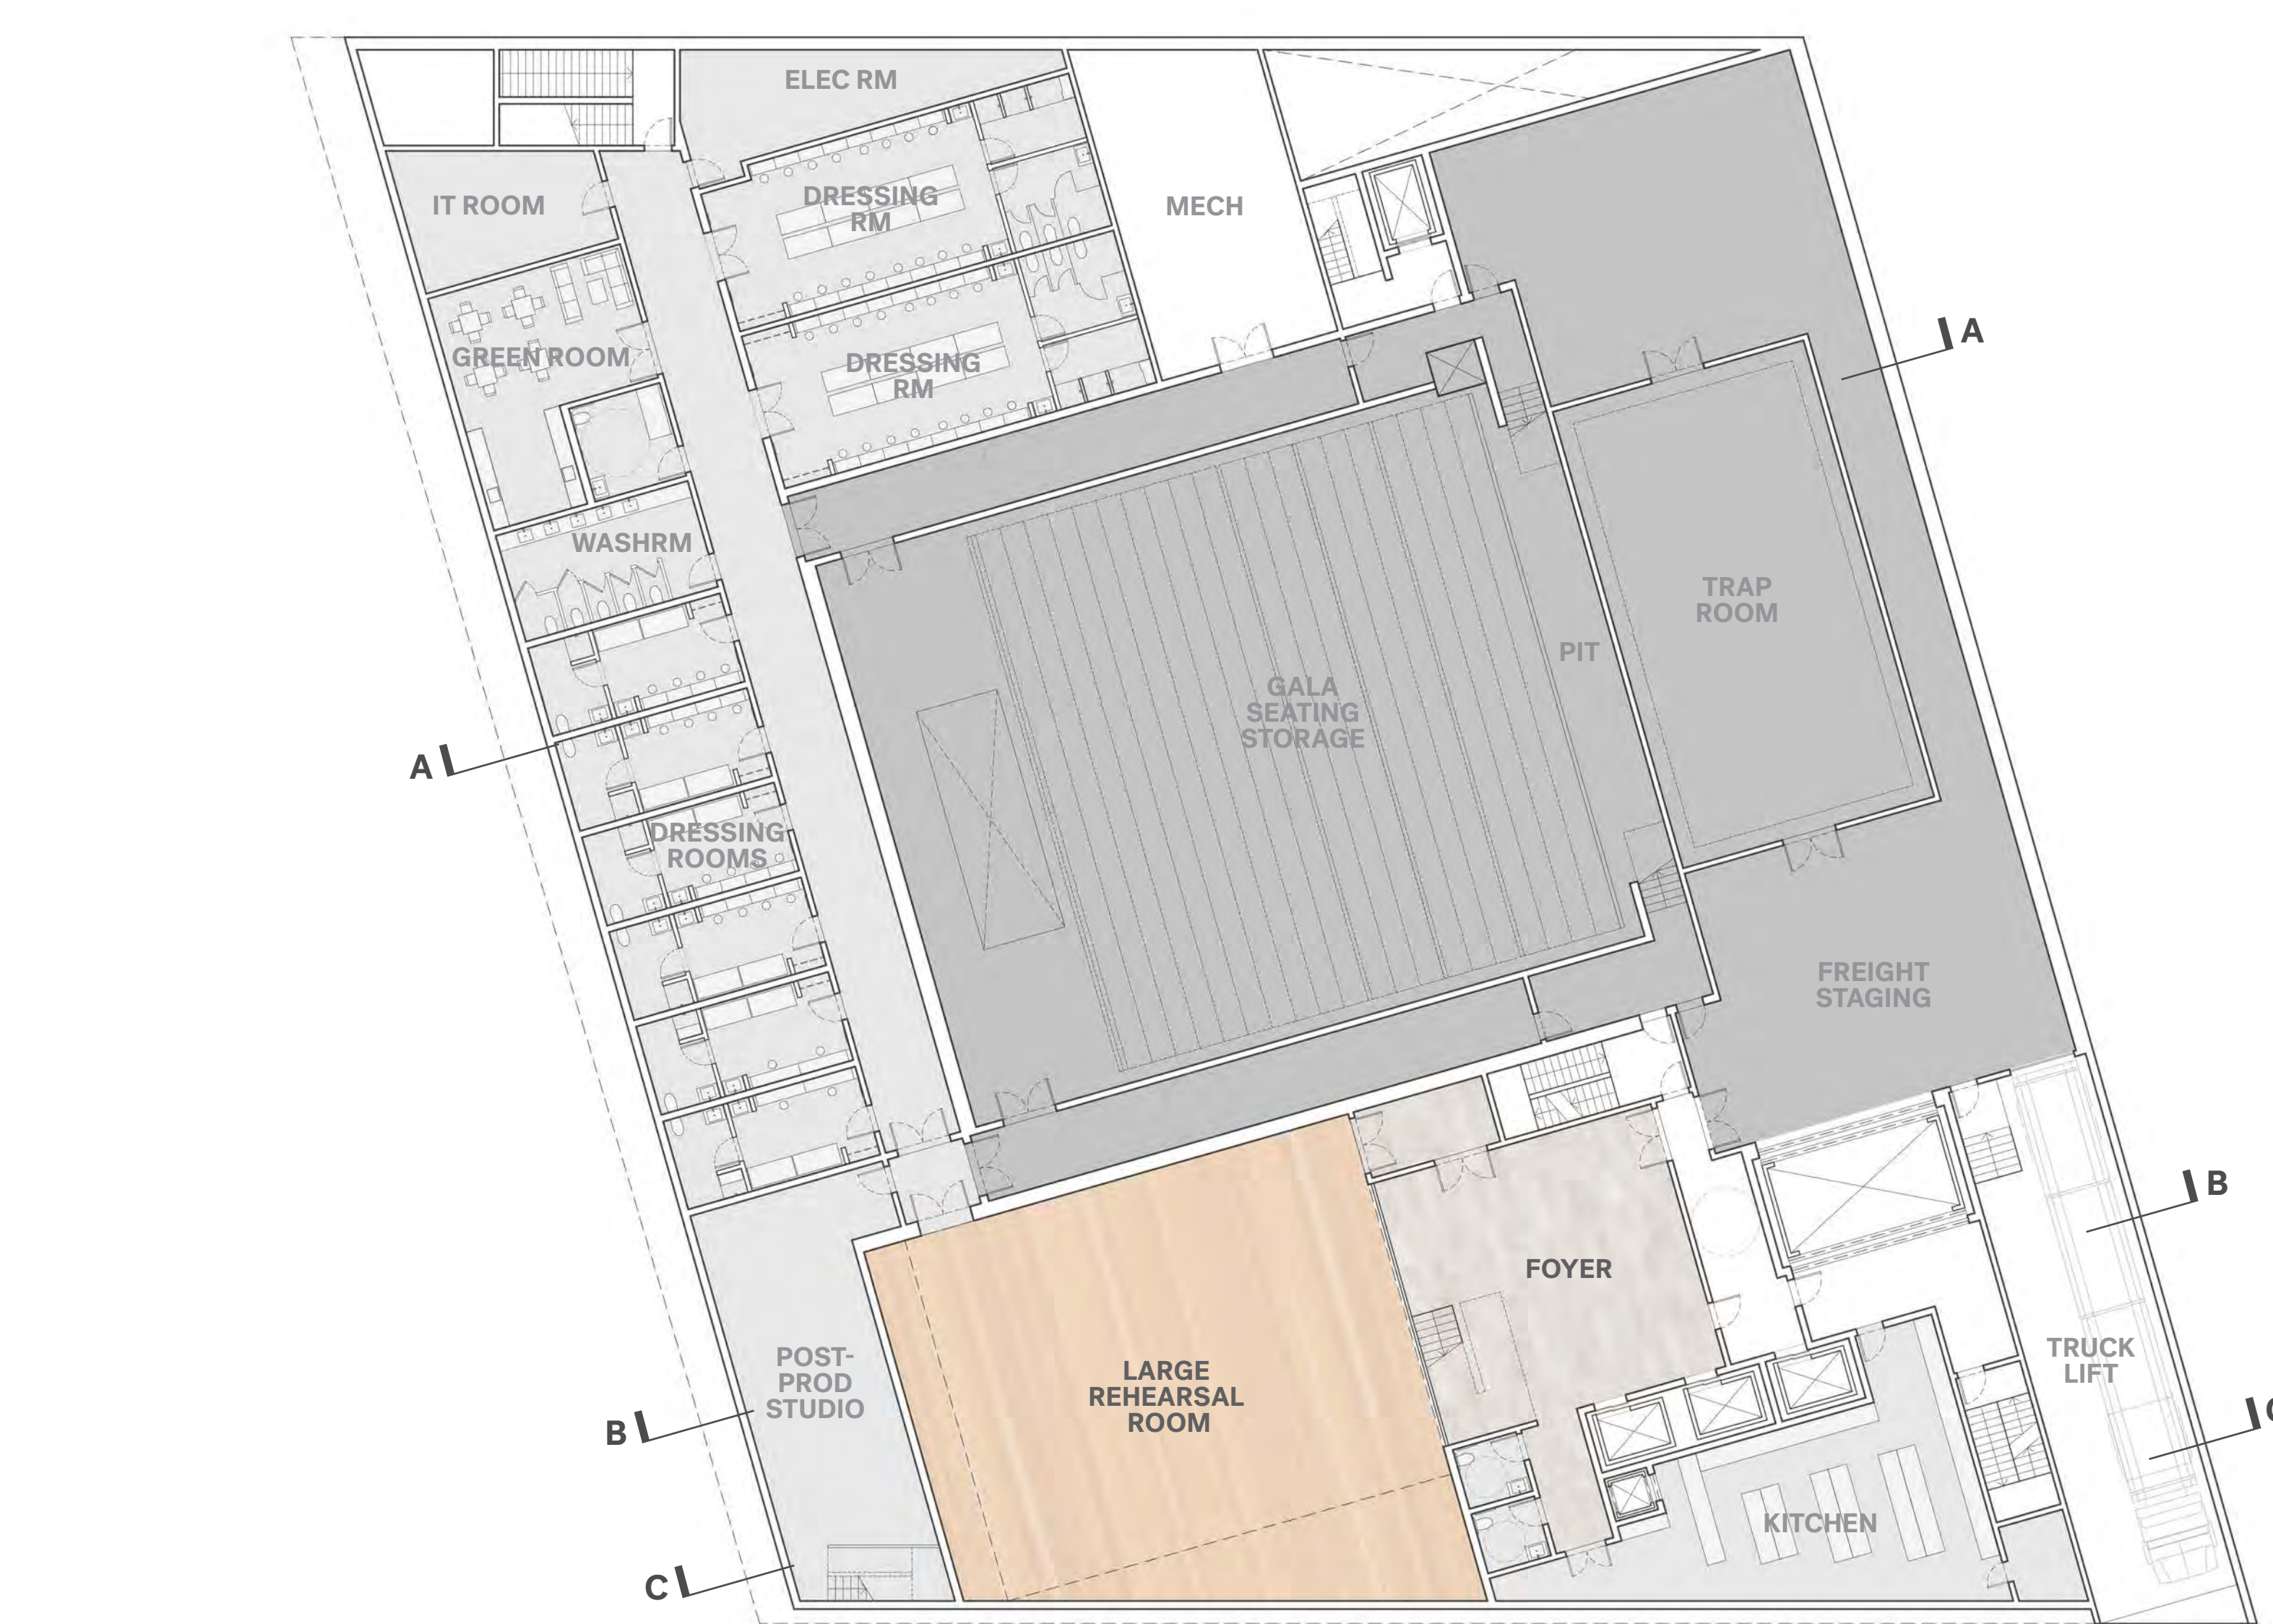 ELEC RM
IT ROOM
DRESSING
RM
MECH
A
GREEN ROOM
DRESSING
RM
WASHRM
TRAP
ROOM
PIT
GALA
SEATING
STORAGE
A
DRESSING
ROOMS
FREIGHT
STAGING
B
FOYER
POST-
PROD
STUDIO
LARGE
REHEARSAL
ROOM
TRUCK
LIFT
B
C
KITCHEN
C